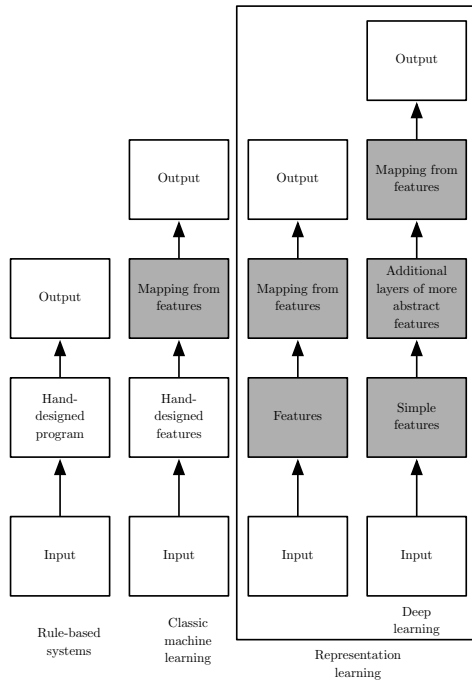 Output
Output
Mapping from
features
Output
Mapping from
features
Additional
layers of more
abstract
features
Output
Mapping from
features
Simple
features
Features
Hand-
designed
features
Hand-
designed
program
Input
Input
Input
Input
Rule-based
systems
Classic
machine
learning
Representation
learning
Deep
learning